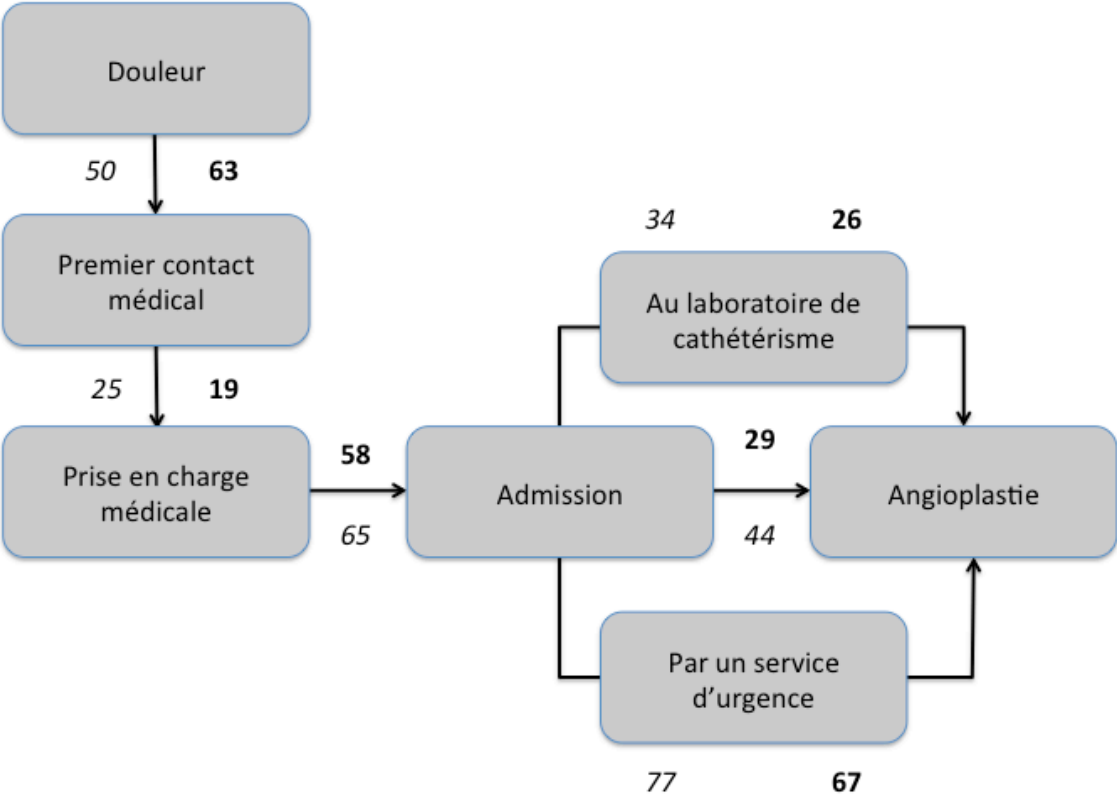 Douleur
50 63
Premier contact
médical
25 19
Prise en charge
médicale
58
65
Admission
34 26
Au laboratoire de
cathétérisme
29
44
Angioplastie
Par un service
d’urgence
77 67